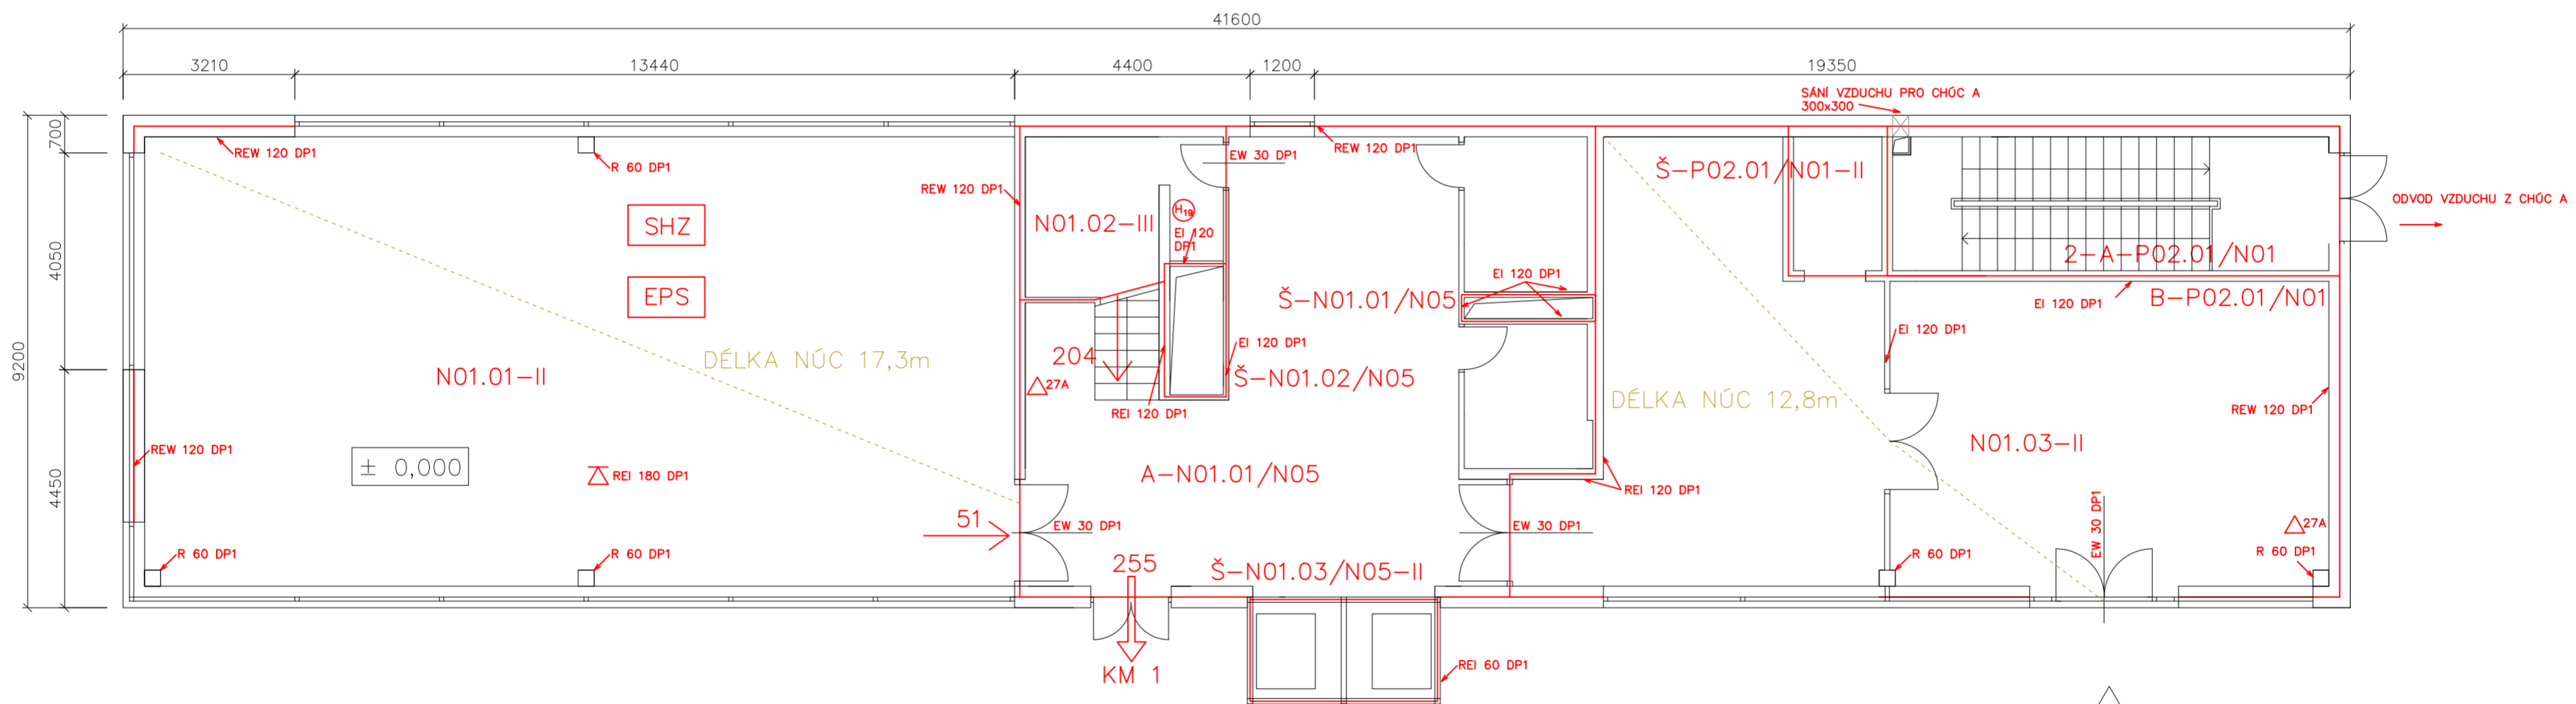 41600
3210
13440
4400
1200
19350
SÁNÍ VZDUCHU PRO CHÚC A
300x300
700
4050
4450
9200
REW 120 DP1
R 60 DP1
EW 30 DP1
REW 120 DP1
REW 120 DP1
Š-P02.01/N01-II
ODVOD VZDUCHU Z CHÚC A
SHZ
N01.02-III
H19
EI 120
DP1
2-A-P02.01/N01
EPS
EI 120 DP1
Š-N01.01/N05
EI 120 DP1
B-P02.01/N01
EI 120 DP1
EI 120 DP1
204
DÉLKA NÚC 17,3m
N01.01-II
27A
Š-N01.02/N05
REI 120 DP1
DÉLKA NÚC 12,8m
REW 120 DP1
REW 120 DP1
N01.03-II
± 0,000
REI 180 DP1
A-N01.01/N05
REI 120 DP1
51
EW 30 DP1
EW 30 DP1
EW 30 DP1
27A
R 60 DP1
R 60 DP1
R 60 DP1
R 60 DP1
255
Š-N01.03/N05-II
KM 1
REI 60 DP1